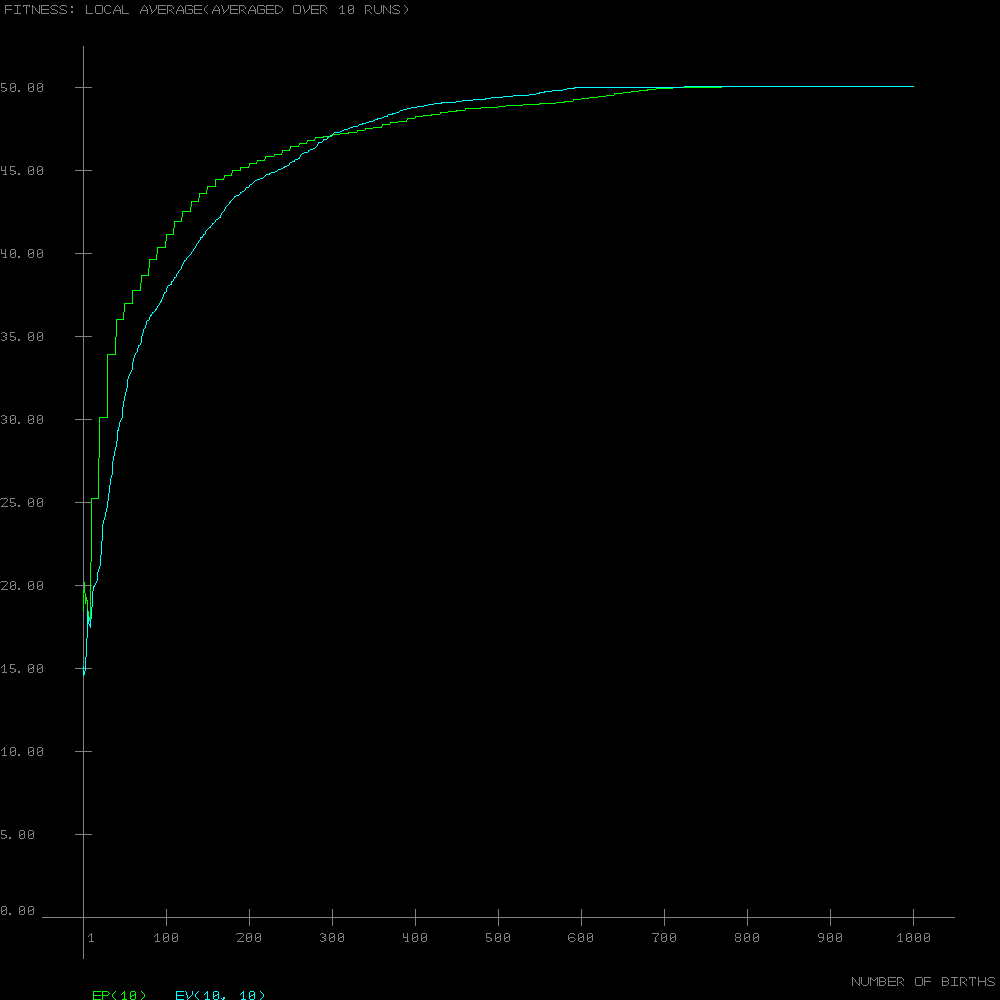 FITNESS: LOCAL AVERAGE(AVERAGED OVER 10 RUNS)
50.00
45.00
40.00
35.00
30.00
25.00
20.00
15.00
10.00
5.00
0.00
1 100 200 300 400 500 600 700 800 900 1000
NUMBER OF BIRTHS
EP(10) EV(10, 10)